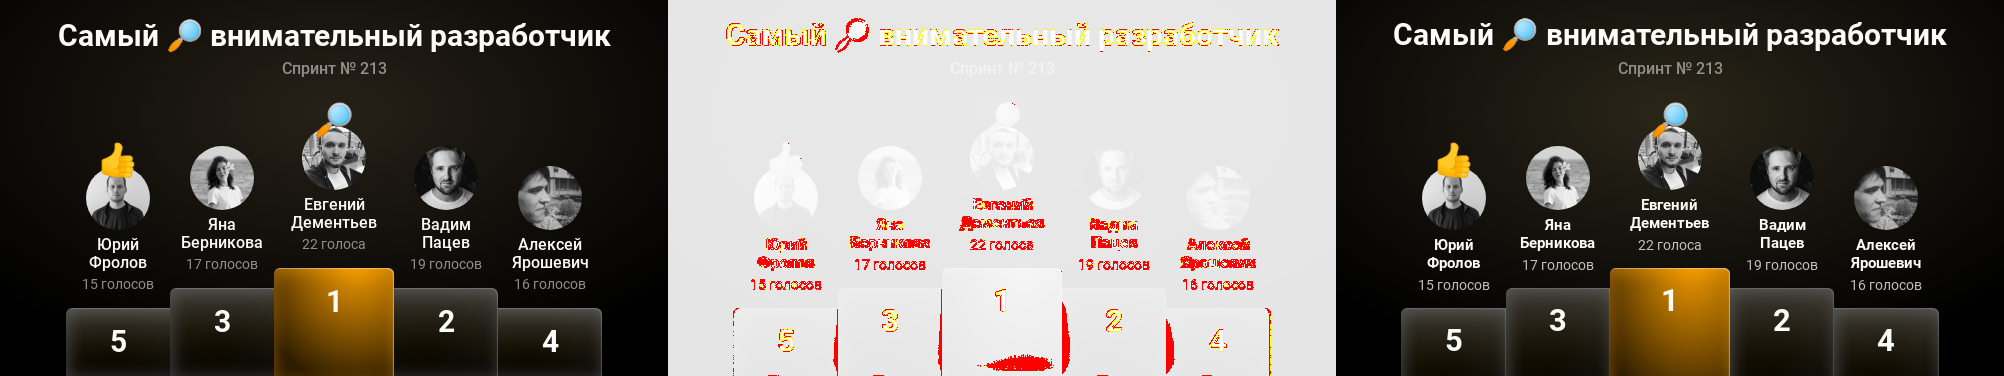 Самый 🔎 внимательный разработчик
Спринт № 213
Евгений
Дементьев
22 голоса
Яна
Берникова
17 голосов
Вадим
Пацев
19 голосов
Юрий
Фролов
15 голосов
Алексей
Ярошевич
16 голосов
5
3
1
2
4
Самый внимательный разработчик
Спринт № 213
Евгений
Дементьев
22 голоса
Яна
Берникова
17 голосов
Вадим
Пацев
19 голосов
Юрий
Фролов
15 голосов
Алексей
Ярошевич
16 голосов
5
3
1
2
4
Самый 🔎 внимательный разработчик
Спринт № 213
Евгений
Дементьев
22 голоса
Яна
Берникова
17 голосов
Вадим
Пацев
19 голосов
Юрий
Фролов
15 голосов
Алексей
Ярошевич
16 голосов
5
3
1
2
4